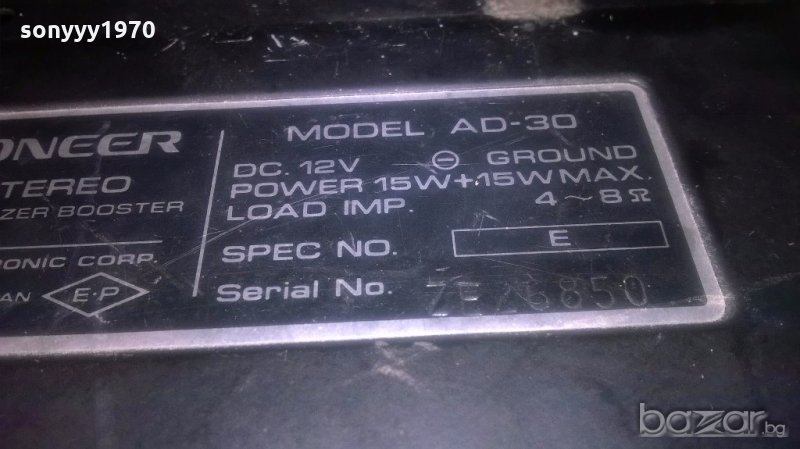 sonyyy1970
ONEER
TEREO
ZER BOOSTER
RONIC CORP.
AN E·P
MODEL AD-30
DC. 12V ⊖ GROUND
POWER 15W+15W MAX.
LOAD IMP. 4~8Ω
SPEC NO. E
Serial No.
bazar.bg